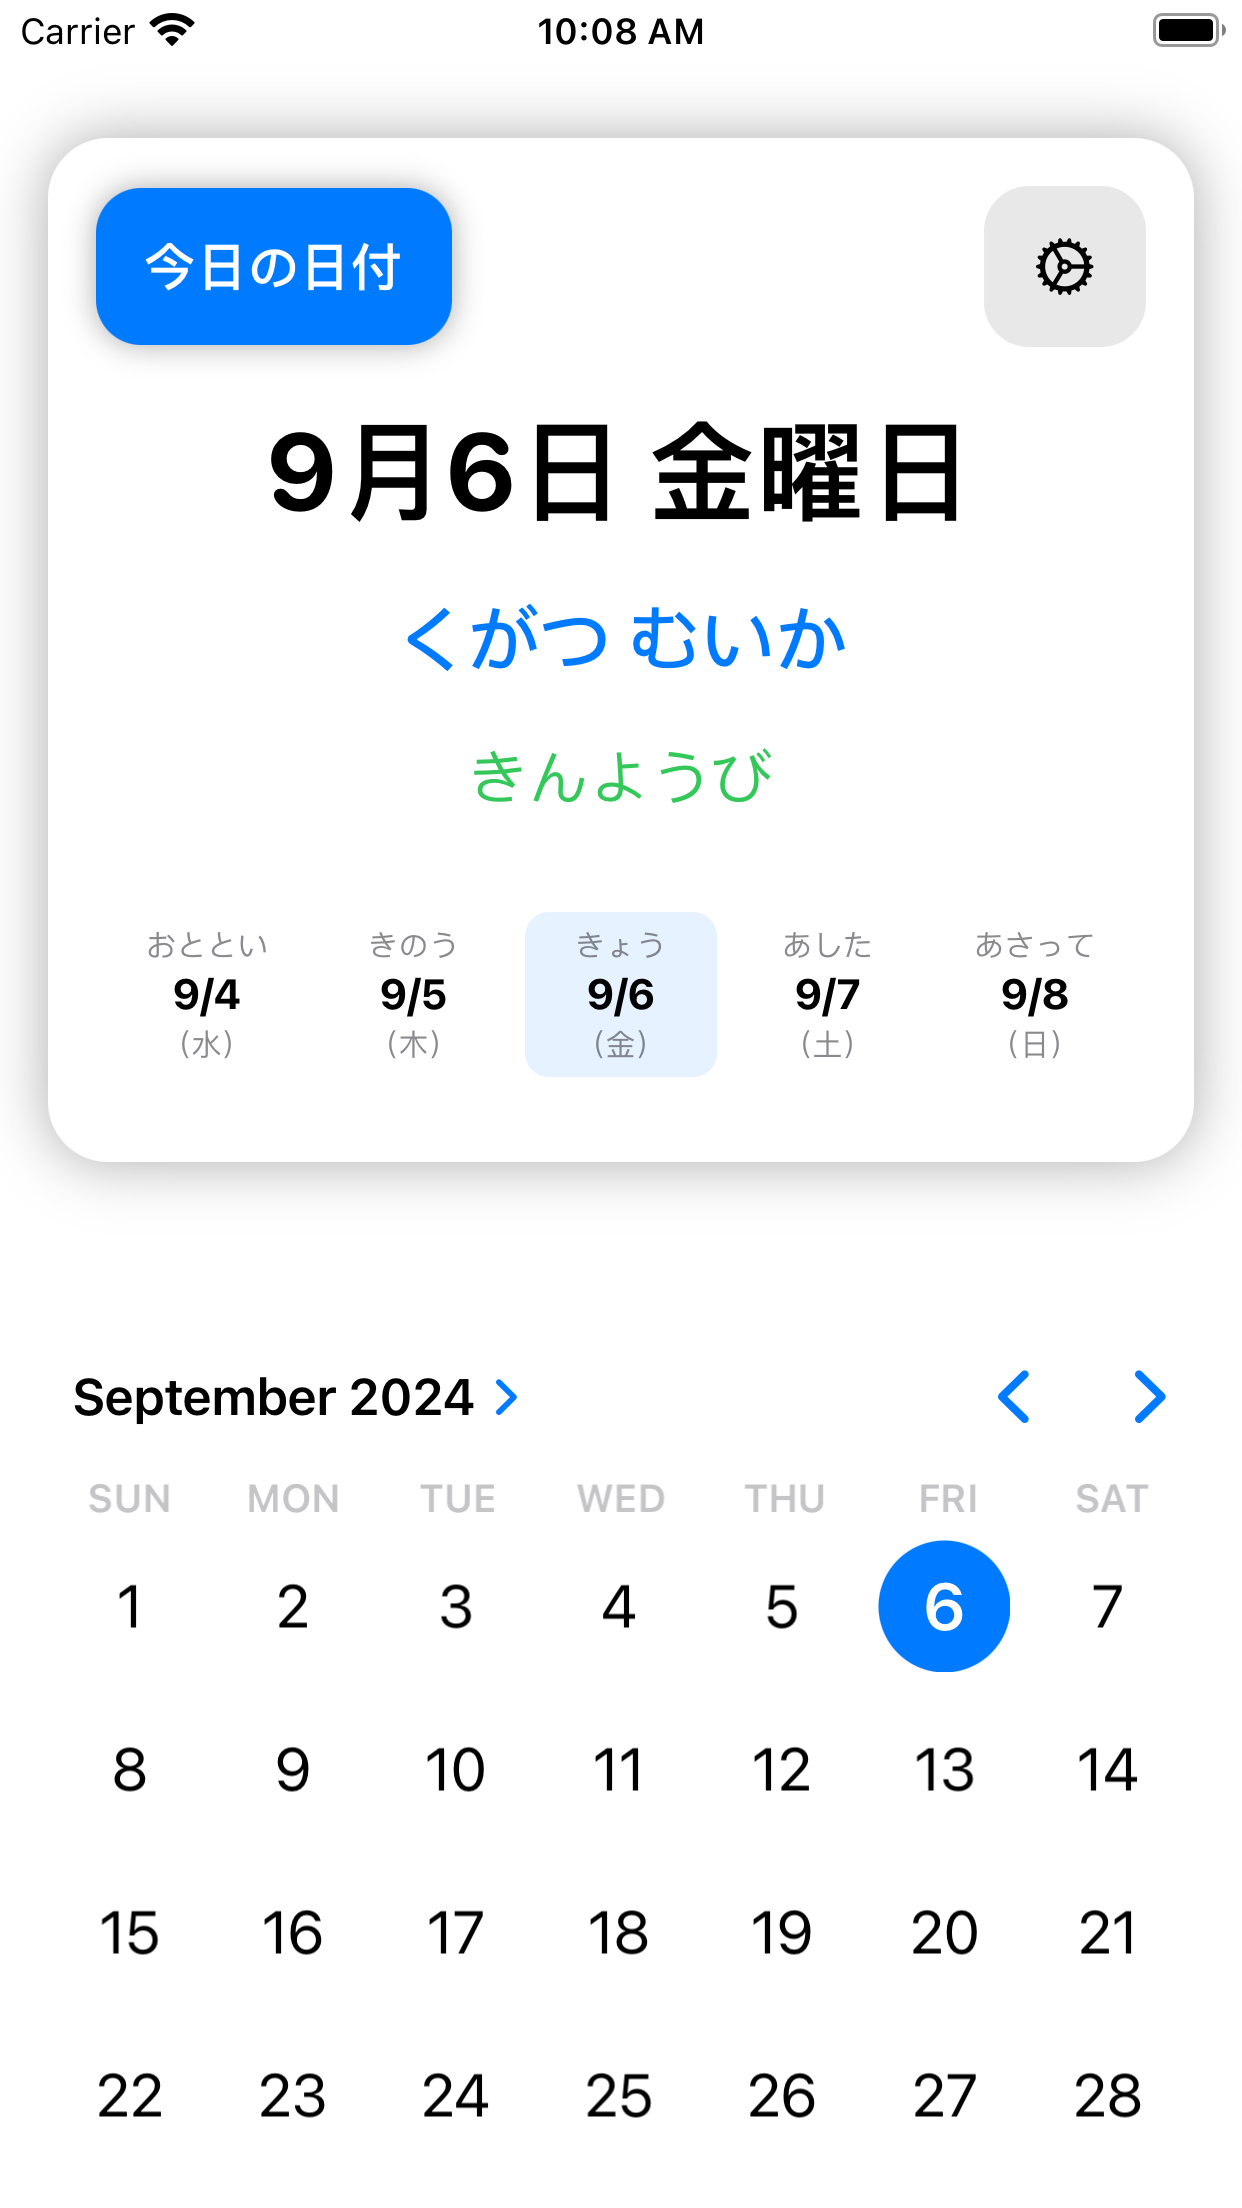 Carrier 10:08 AM
今日の日付
9月6日 金曜日
くがつ むいか
きんようび
おととい きのう きょう あした あさって
9/4 9/5 9/6 9/7 9/8
(水) (木) (金) (土) (日)
September 2024
SUN MON TUE WED THU FRI SAT
1 2 3 4 5 6 7
8 9 10 11 12 13 14
15 16 17 18 19 20 21
22 23 24 25 26 27 28